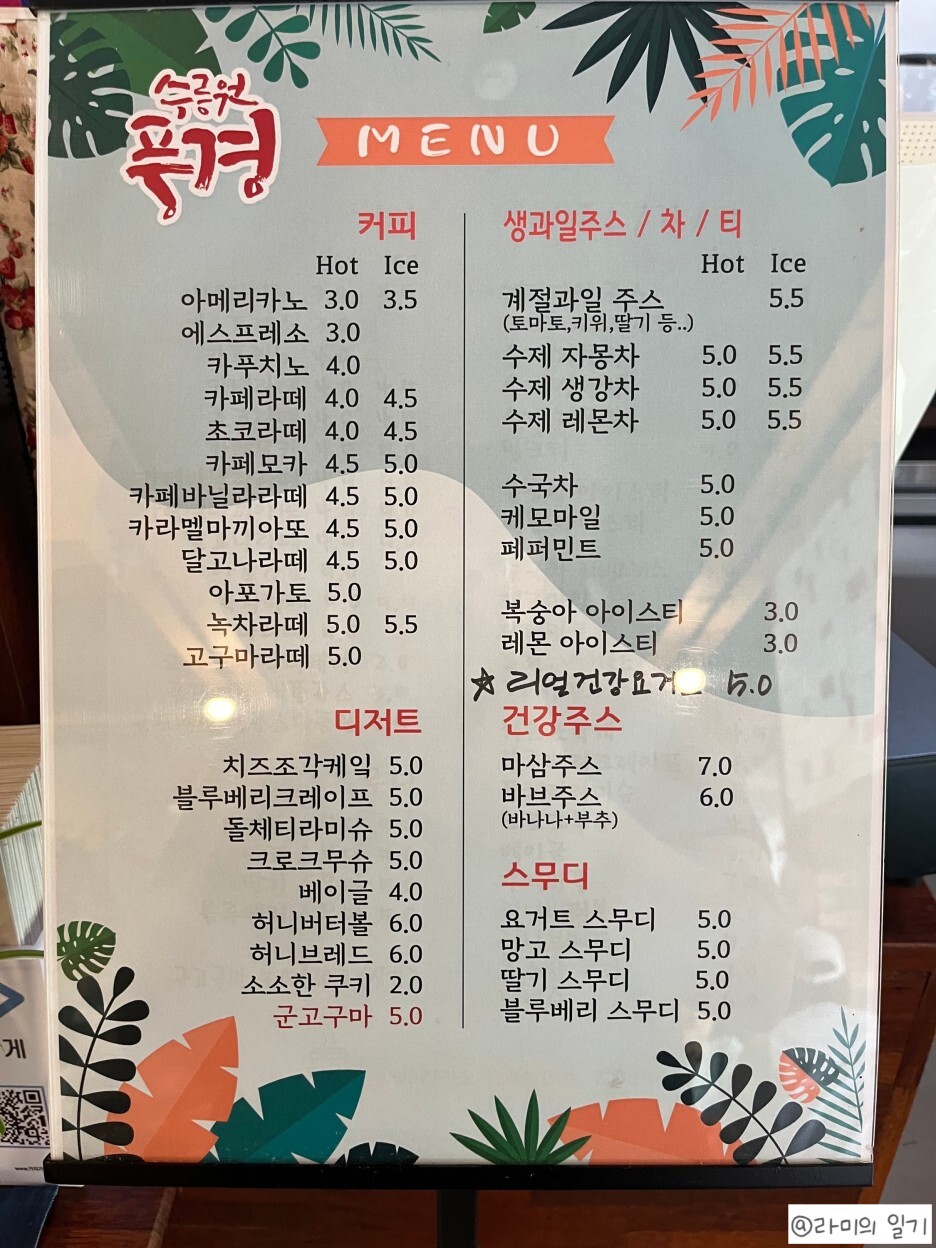 수릉원
풍경
MENU
커피
Hot Ice
아메리카노 3.0 3.5
에스프레소 3.0
카푸치노 4.0
카페라떼 4.0 4.5
초코라떼 4.0 4.5
카페모카 4.5 5.0
카페바닐라라떼 4.5 5.0
카라멜마끼아또 4.5 5.0
달고나라떼 4.5 5.0
아포가토 5.0
녹차라떼 5.0 5.5
고구마라떼 5.0
디저트
치즈조각케잌 5.0
블루베리크레이프 5.0
돌체티라미슈 5.0
크로크무슈 5.0
베이글 4.0
허니버터볼 6.0
허니브레드 6.0
소소한 쿠키 2.0
군고구마 5.0
생과일주스 / 차 / 티
Hot Ice
계절과일 주스 5.5
(토마토,키위,딸기 등..)
수제 자몽차 5.0 5.5
수제 생강차 5.0 5.5
수제 레몬차 5.0 5.5
수국차 5.0
케모마일 5.0
페퍼민트 5.0
복숭아 아이스티 3.0
레몬 아이스티 3.0
☆ 리얼건강 5.0
건강주스
마삼주스 7.0
바브주스 6.0
(바나나+부추)
스무디
요거트 스무디 5.0
망고 스무디 5.0
딸기 스무디 5.0
블루베리 스무디 5.0
게
@라미의 일기